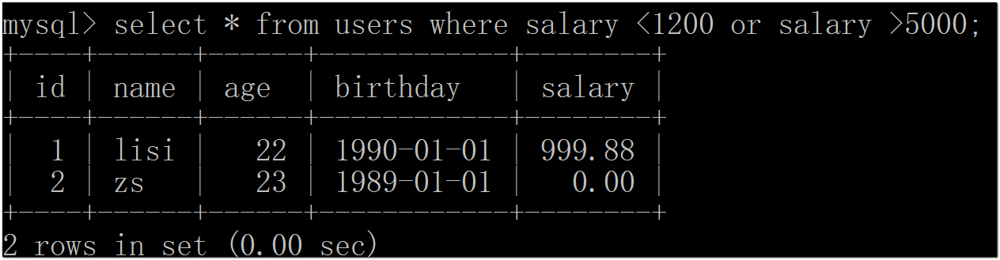 mysql> select * from users where salary <1200 or salary >5000;
+----+------+------+------------+--------+
| id | name | age  | birthday   | salary |
+----+------+------+------------+--------+
|  1 | lisi |   22 | 1990-01-01 | 999.88 |
|  2 | zs   |   23 | 1989-01-01 |   0.00 |
+----+------+------+------------+--------+
2 rows in set (0.00 sec)